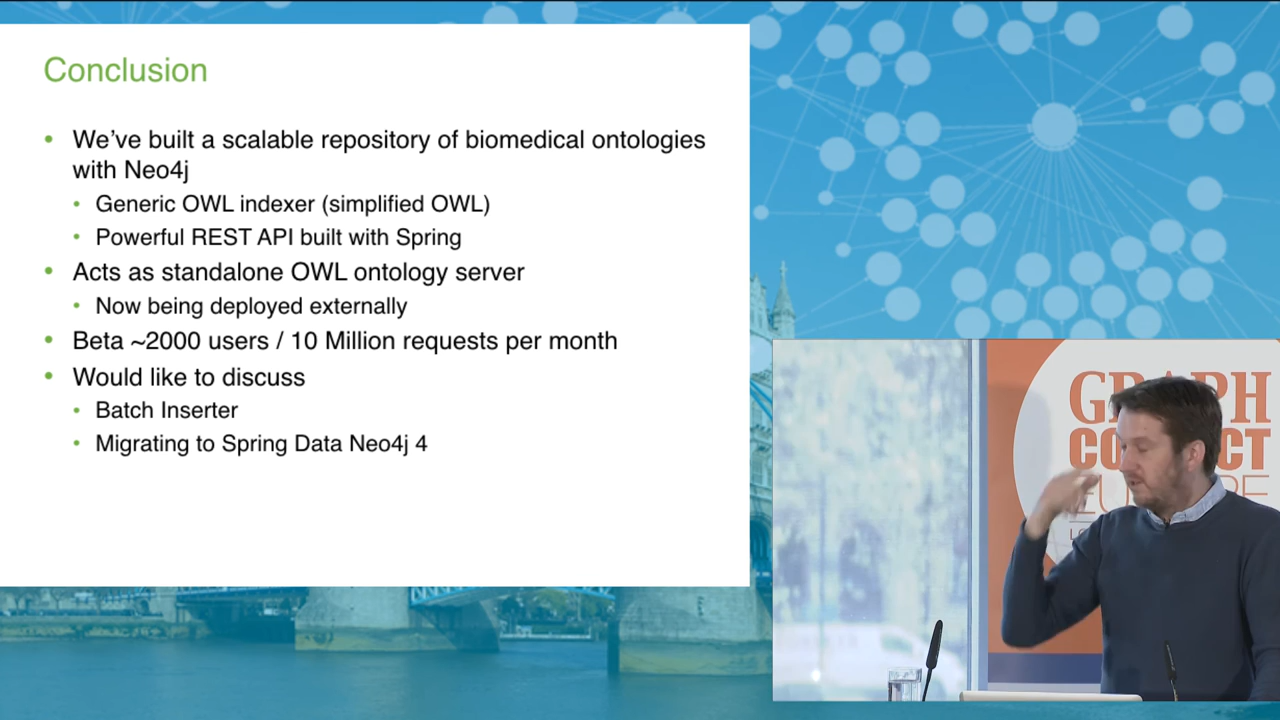 Conclusion
• We've built a scalable repository of biomedical ontologies
with Neo4j
• Generic OWL indexer (simplified OWL)
• Powerful REST API built with Spring
• Acts as standalone OWL ontology server
• Now being deployed externally
• Beta ~2000 users / 10 Million requests per month
• Would like to discuss
• Batch Inserter
• Migrating to Spring Data Neo4j 4